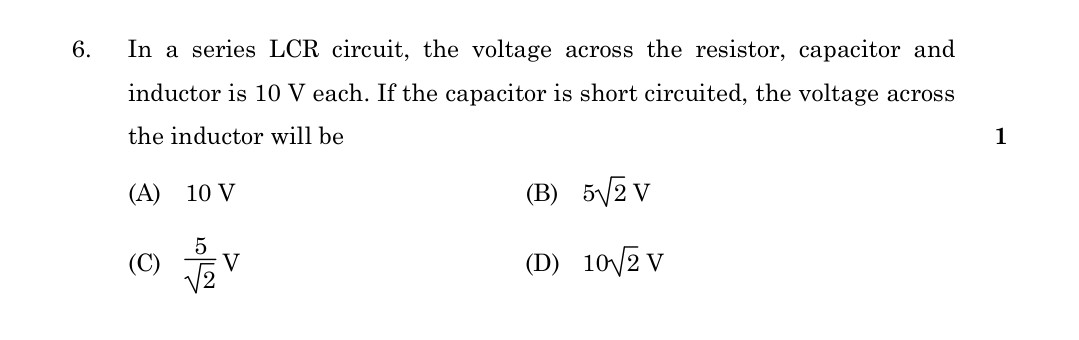 6. In a series LCR circuit, the voltage across the resistor, capacitor and
inductor is 10 V each. If the capacitor is short circuited, the voltage across
the inductor will be 1
(A) 10 V (B) 5√2 V
(C) 5/√2 V (D) 10√2 V